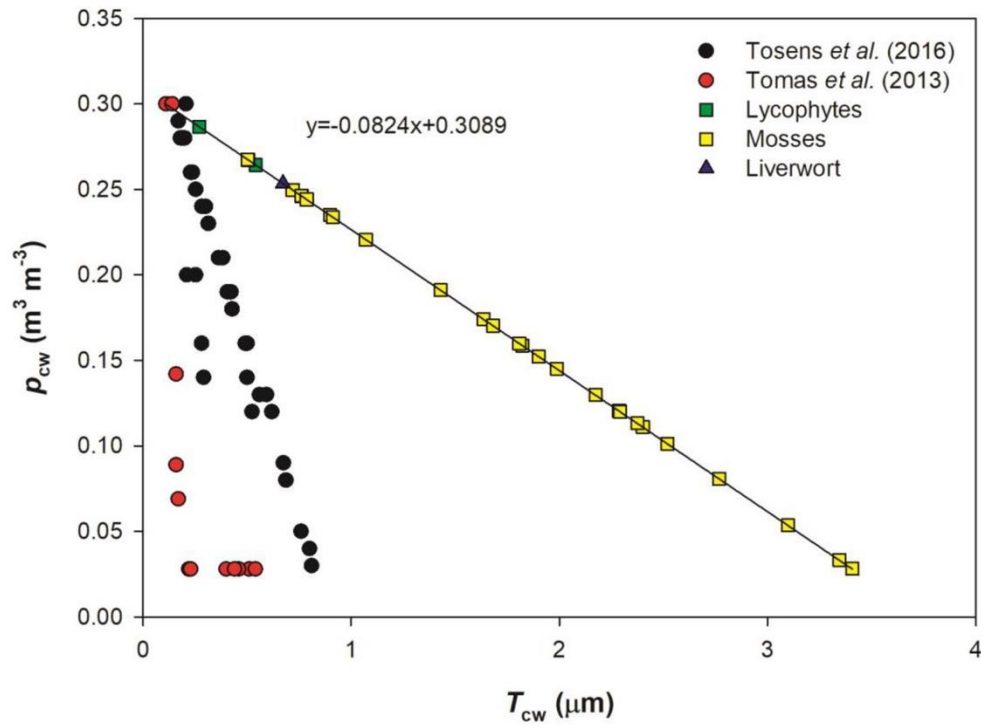 0.35
0.30
0.25
0.20
0.15
0.10
0.05
0.00
p_cw (m³ m⁻³)
Tosens et al. (2016)
Tomas et al. (2013)
Lycophytes
Mosses
Liverwort
y=-0.0824x+0.3089
0 1 2 3 4
T_cw (μm)